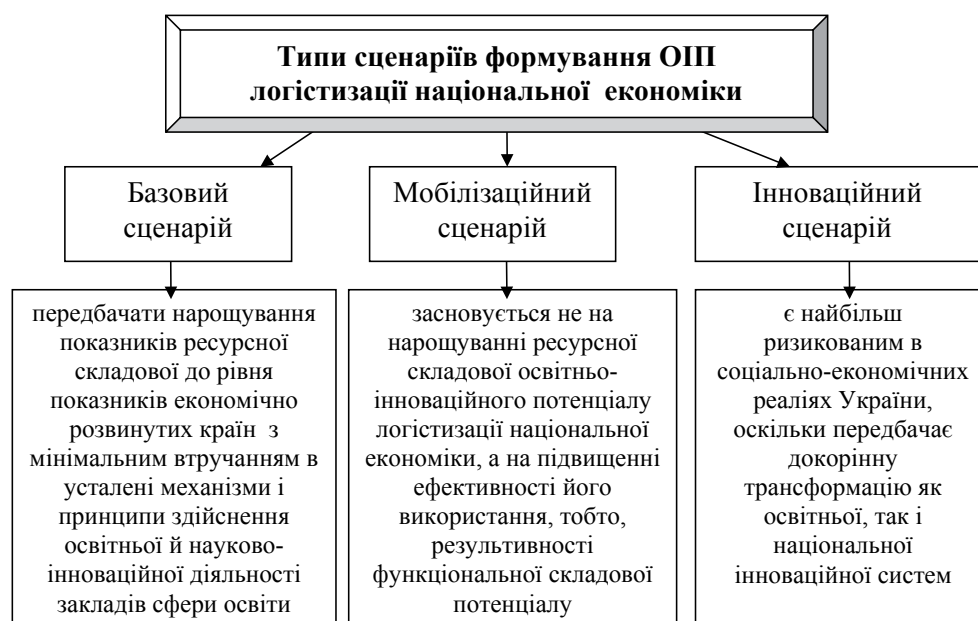 Типи сценаріїв формування ОІП
логістизації національної економіки
Базовий
сценарій
Мобілізаційний
сценарій
Інноваційний
сценарій
передбачати нарощування
показників ресурсної
складової до рівня
показників економічно
розвинутих країн з
мінімальним втручанням в
усталені механізми і
принципи здійснення
освітньої й науково-
інноваційної діяльності
закладів сфери освіти
засновується не на
нарощуванні ресурсної
складової освітньо-
інноваційного потенціалу
логістизації національної
економіки, а на підвищенні
ефективності його
використання, тобто,
результивності
функціональної складової
потенціалу
є найбільш
ризикованим в
соціально-економічних
реаліях України,
оскільки передбачає
докорінну
трансформацію як
освітньої, так і
національної
інноваційної систем